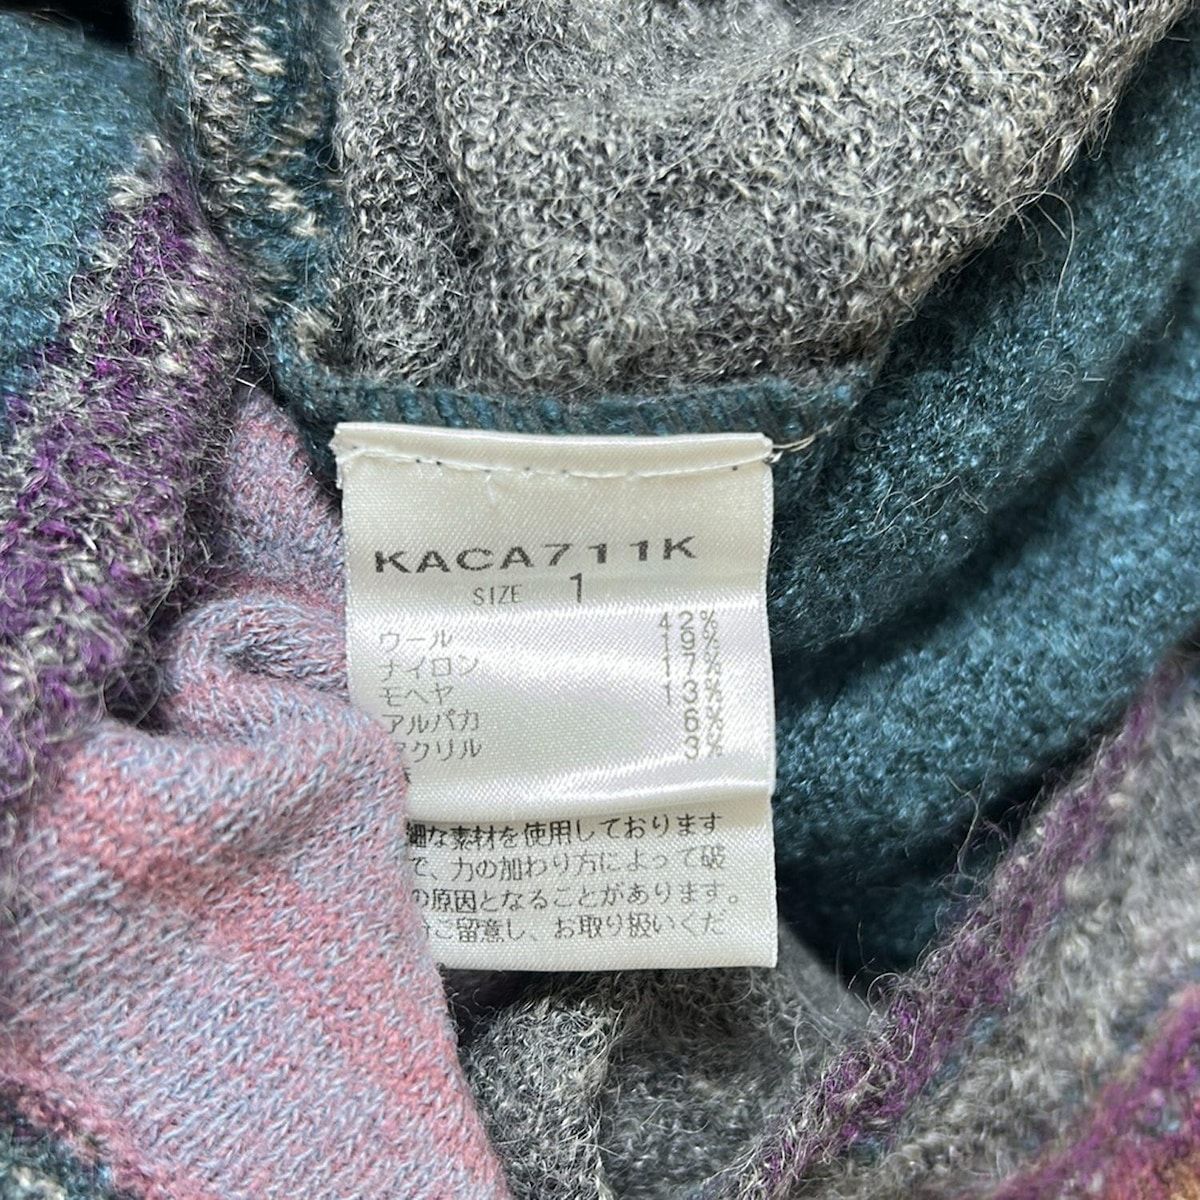 KACA711K
SIZE 1
ウール 42%
ナイロン 19%
モヘヤ 17%
アルパカ 13%
アクリル 6%
3%
細な素材を使用しております
で、力の加わり方によって破
の原因となることがあります。
ご留意し、お取り扱いくだ